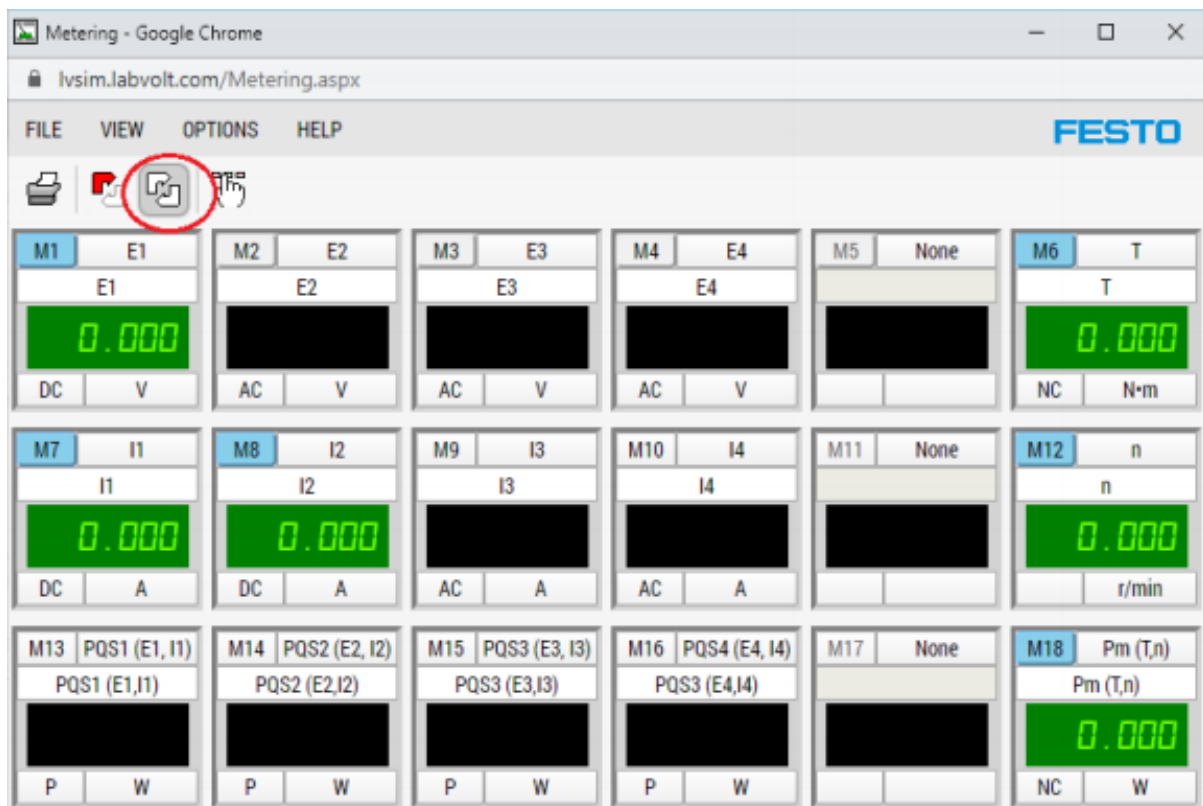 Metering - Google Chrome
lvsim.labvolt.com/Metering.aspx
FILE VIEW OPTIONS HELP FESTO
M1 E1 M2 E2 M3 E3 M4 E4 M5 None M6 T
E1 E2 E3 E4 T
0.000 0.000
DC V AC V AC V AC V NC N•m
M7 I1 M8 I2 M9 I3 M10 I4 M11 None M12 n
I1 I2 I3 I4 n
0.000 0.000 0.000
DC A DC A AC A AC A r/min
M13 PQS1 (E1, I1) M14 PQS2 (E2, I2) M15 PQS3 (E3, I3) M16 PQS4 (E4, I4) M17 None M18 Pm (T,n)
PQS1 (E1,I1) PQS2 (E2,I2) PQS3 (E3,I3) PQS3 (E4,I4) Pm (T,n)
0.000
P W P W P W P W NC W